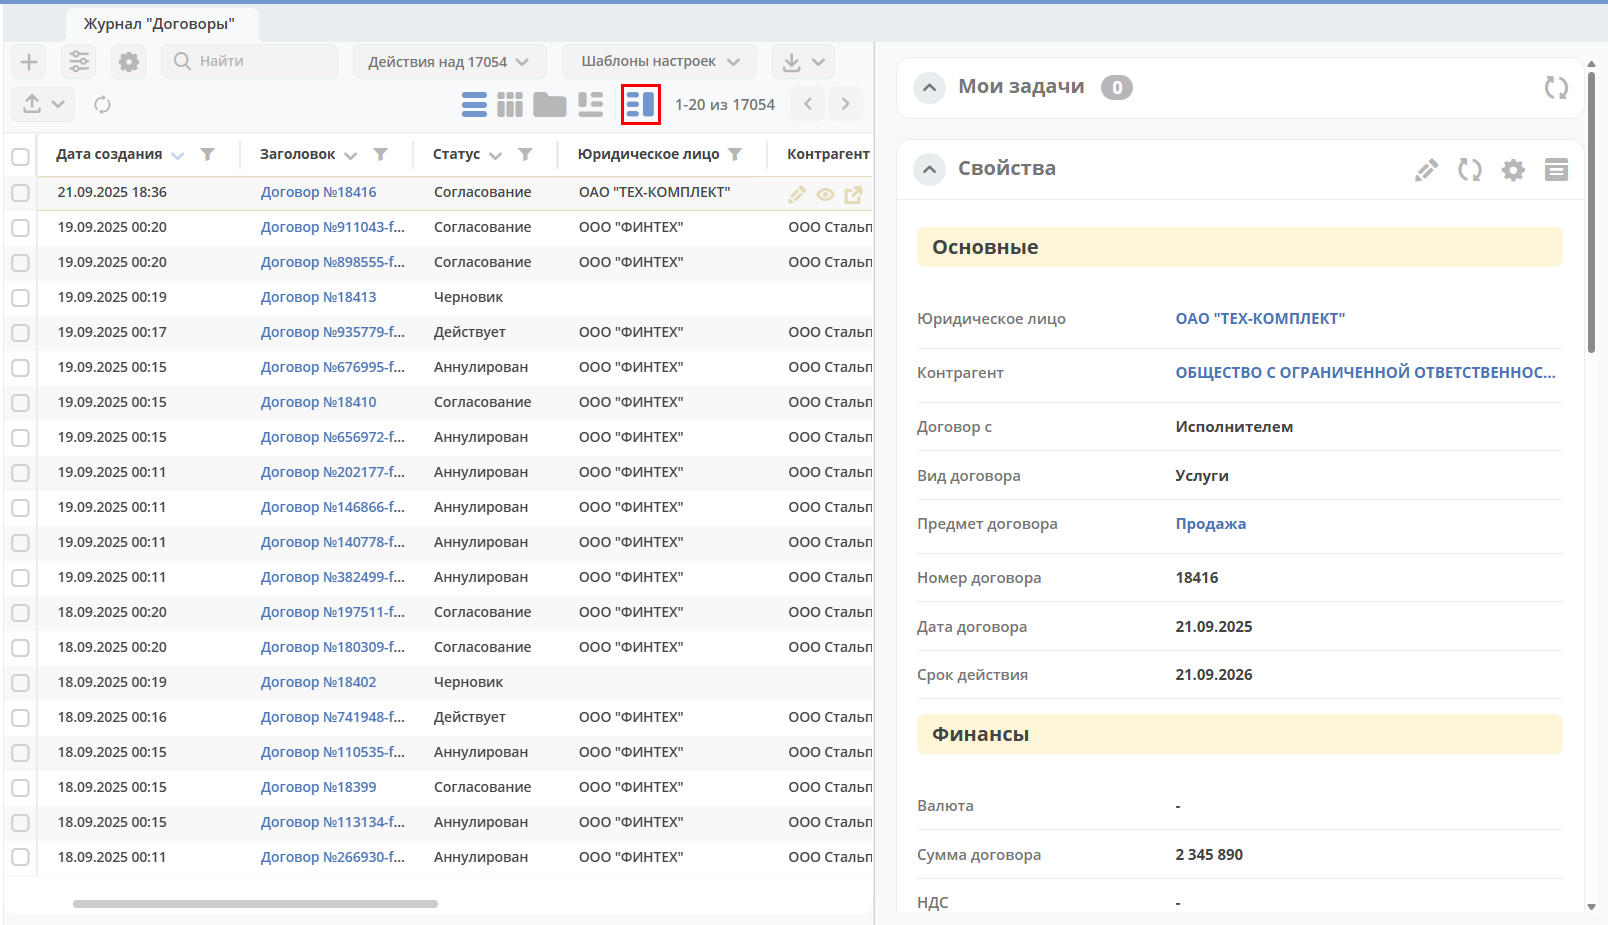 Журнал "Договоры"
Найти
Действия над 17054
Шаблоны настроек
1-20 из 17054
Дата создания Заголовок Статус Юридическое лицо Контрагент
21.09.2025 18:36 Договор №18416 Согласование ОАО "ТЕХ-КОМПЛЕКТ"
19.09.2025 00:20 Договор №911043-f... Согласование ООО "ФИНТЕХ" ООО Стальп
19.09.2025 00:20 Договор №898555-f... Согласование ООО "ФИНТЕХ" ООО Стальп
19.09.2025 00:19 Договор №18413 Черновик
19.09.2025 00:17 Договор №935779-f... Действует ООО "ФИНТЕХ" ООО Стальп
19.09.2025 00:15 Договор №676995-f... Аннулирован ООО "ФИНТЕХ" ООО Стальп
19.09.2025 00:15 Договор №18410 Согласование ООО "ФИНТЕХ" ООО Стальп
19.09.2025 00:15 Договор №656972-f... Аннулирован ООО "ФИНТЕХ" ООО Стальп
19.09.2025 00:11 Договор №202177-f... Аннулирован ООО "ФИНТЕХ" ООО Стальп
19.09.2025 00:11 Договор №146866-f... Аннулирован ООО "ФИНТЕХ" ООО Стальп
19.09.2025 00:11 Договор №140778-f... Аннулирован ООО "ФИНТЕХ" ООО Стальп
19.09.2025 00:11 Договор №382499-f... Аннулирован ООО "ФИНТЕХ" ООО Стальп
18.09.2025 00:20 Договор №197511-f... Согласование ООО "ФИНТЕХ" ООО Стальп
18.09.2025 00:20 Договор №180309-f... Согласование ООО "ФИНТЕХ" ООО Стальп
18.09.2025 00:19 Договор №18402 Черновик
18.09.2025 00:16 Договор №741948-f... Действует ООО "ФИНТЕХ" ООО Стальп
18.09.2025 00:15 Договор №110535-f... Аннулирован ООО "ФИНТЕХ" ООО Стальп
18.09.2025 00:15 Договор №18399 Согласование ООО "ФИНТЕХ" ООО Стальп
18.09.2025 00:15 Договор №113134-f... Аннулирован ООО "ФИНТЕХ" ООО Стальп
18.09.2025 00:11 Договор №266930-f... Аннулирован ООО "ФИНТЕХ" ООО Стальп
Мои задачи 0
Свойства
Основные
Юридическое лицо ОАО "ТЕХ-КОМПЛЕКТ"
Контрагент ОБЩЕСТВО С ОГРАНИЧЕННОЙ ОТВЕТСТВЕННОС...
Договор с Исполнителем
Вид договора Услуги
Предмет договора Продажа
Номер договора 18416
Дата договора 21.09.2025
Срок действия 21.09.2026
Финансы
Валюта -
Сумма договора 2 345 890
НДС -